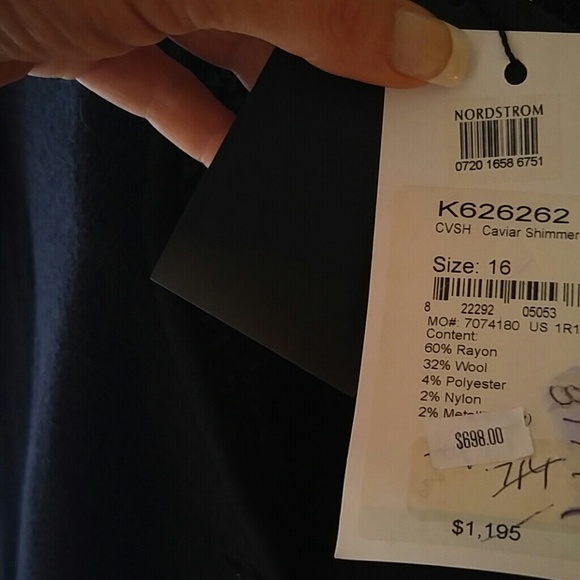 NORDSTROM
0720 1658 6751
K626262
CVSH Caviar Shimmer
Size: 16
8 22292 05053
MO#: 7074180 US 1R1
Content:
60% Rayon
32% Wool
4% Polyester
2% Nylon
2%
$698.00
$1,195